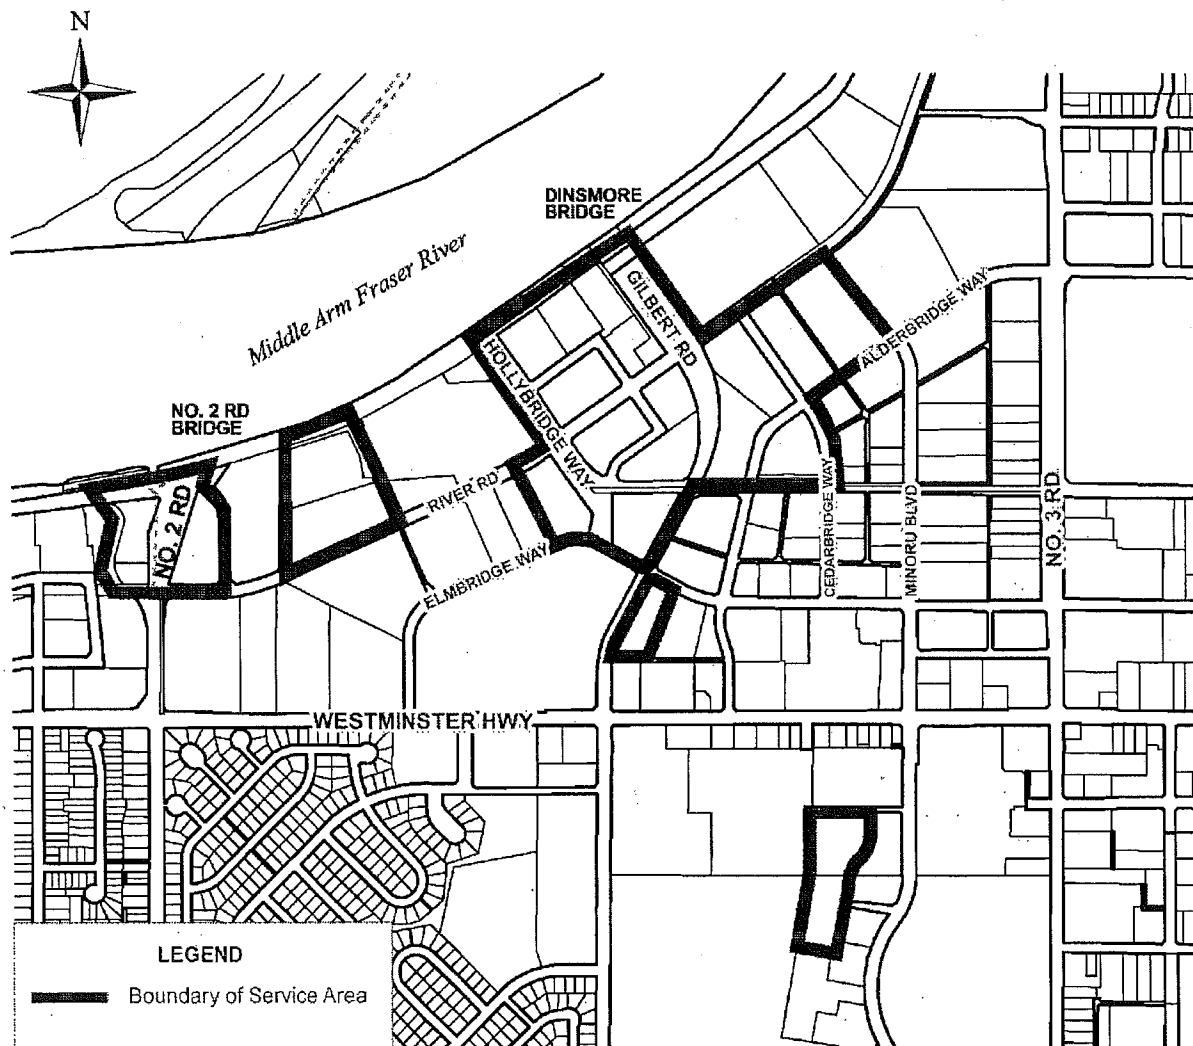 N
DINSMORE
BRIDGE
Middle Arm Fraser River
GILBERT RD
ALDERBRIDGE WAY
HOLLYBRIDGE WAY
NO. 2 RD
BRIDGE
RIVER RD
NO. 2 RD
CEDARBRIDGE WAY
MINORU BLVD
NO. 3 RD
ELMBRIDGE WAY
WESTMINSTER HWY
LEGEND
Boundary of Service Area